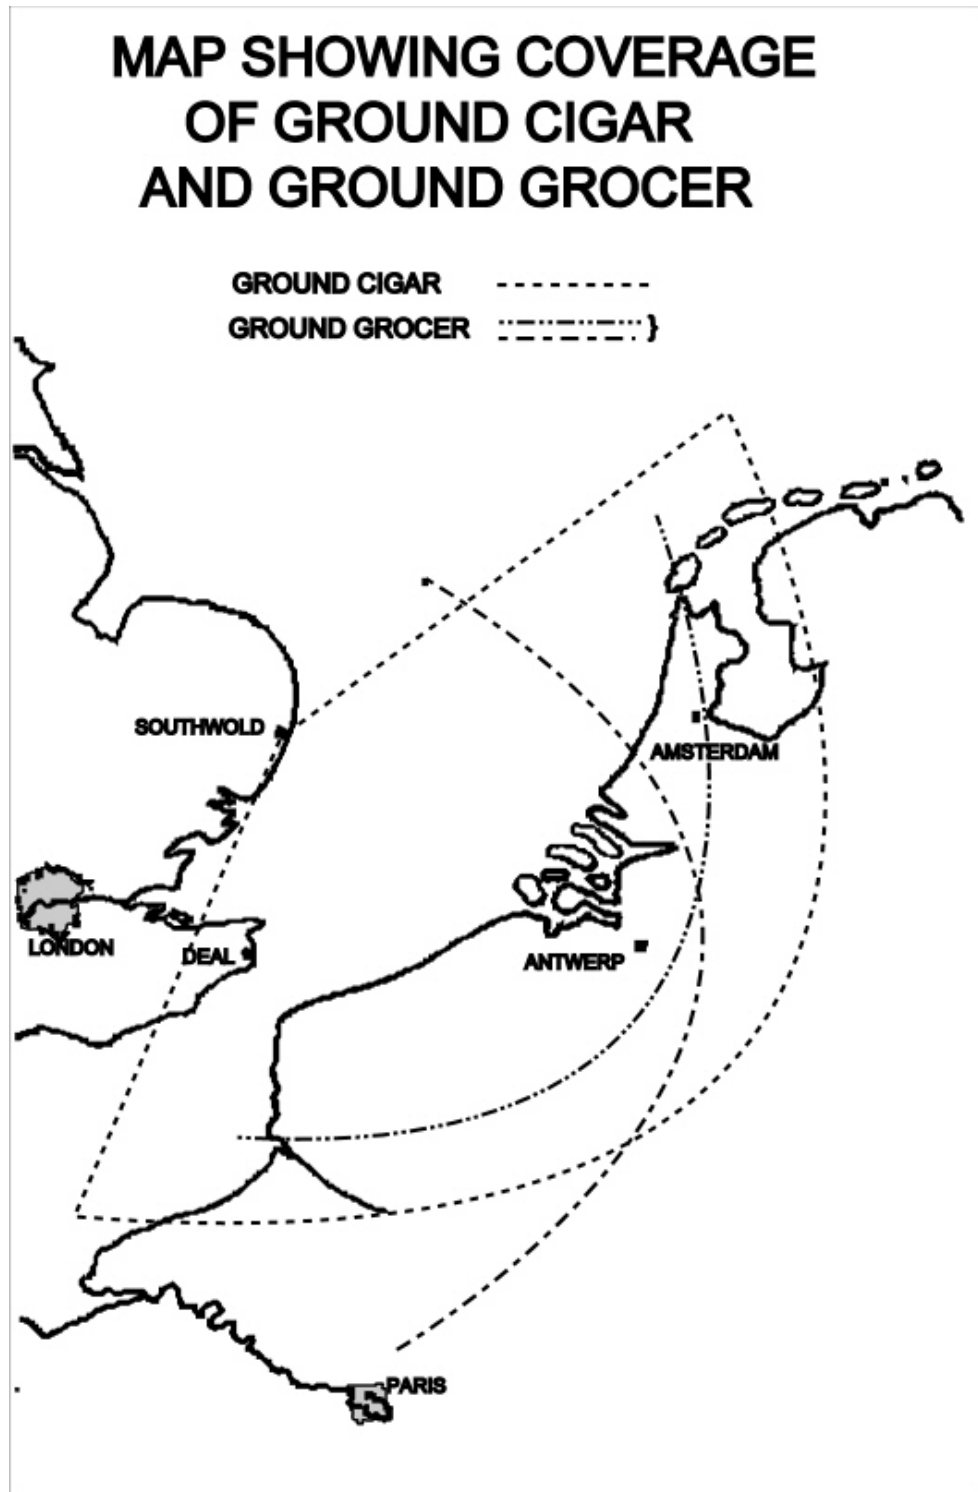 MAP SHOWING COVERAGE
OF GROUND CIGAR
AND GROUND GROCER
GROUND CIGAR
GROUND GROCER }
SOUTHWOLD
AMSTERDAM
LONDON
DEAL
ANTWERP
PARIS